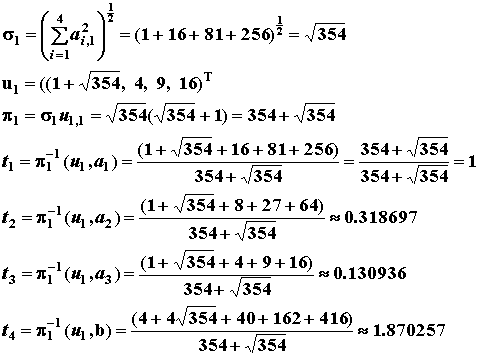 σ₁ = (∑_{i=1}^{4} a²_{i,1})^{1/2} = (1 + 16 + 81 + 256)^{1/2} = √354
u₁ = ((1 + √354, 4, 9, 16)^T
π₁ = σ₁u_{1,1} = √354(√354 + 1) = 354 + √354
t₁ = π₁⁻¹(u₁, a₁) = (1 + √354 + 16 + 81 + 256)/(354 + √354) = (354 + √354)/(354 + √354) = 1
t₂ = π₁⁻¹(u₁, a₂) = (1 + √354 + 8 + 27 + 64)/(354 + √354) ≈ 0.318697
t₃ = π₁⁻¹(u₁, a₃) = (1 + √354 + 4 + 9 + 16)/(354 + √354) ≈ 0.130936
t₄ = π₁⁻¹(u₁, b) = (4 + 4√354 + 40 + 162 + 416)/(354 + √354) ≈ 1.870257